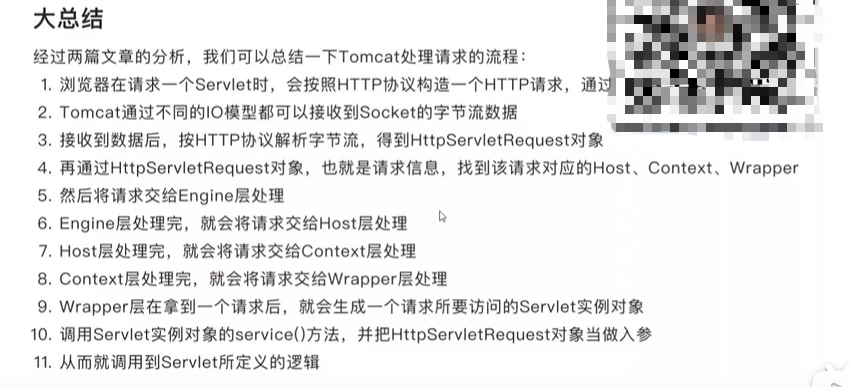 大总结
经过两篇文章的分析，我们可以总结一下Tomcat处理请求的流程：
1. 浏览器在请求一个Servlet时，会按照HTTP协议构造一个HTTP请求，通过
2. Tomcat通过不同的IO模型都可以接收到Socket的字节流数据
3. 接收到数据后，按HTTP协议解析字节流，得到HttpServletRequest对象
4. 再通过HttpServletRequest对象，也就是请求信息，找到该请求对应的Host、Context、Wrapper
5. 然后将请求交给Engine层处理
6. Engine层处理完，就会将请求交给Host层处理
7. Host层处理完，就会将请求交给Context层处理
8. Context层处理完，就会将请求交给Wrapper层处理
9. Wrapper层在拿到一个请求后，就会生成一个请求所要访问的Servlet实例对象
10. 调用Servlet实例对象的service()方法，并把HttpServletRequest对象当做入参
11. 从而就调用到Servlet所定义的逻辑